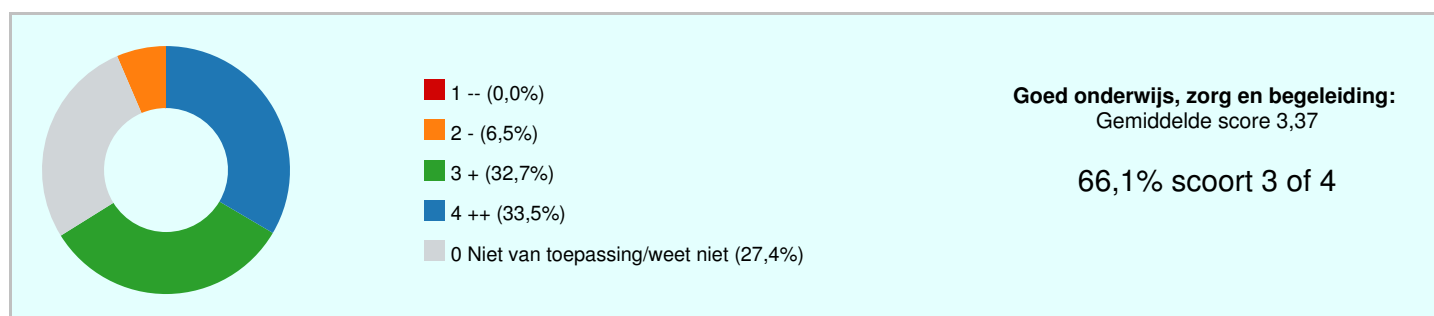 1 -- (0,0%)
2 - (6,5%)
3 + (32,7%)
4 ++ (33,5%)
0 Niet van toepassing/weet niet (27,4%)
Goed onderwijs, zorg en begeleiding:
Gemiddelde score 3,37
66,1% scoort 3 of 4